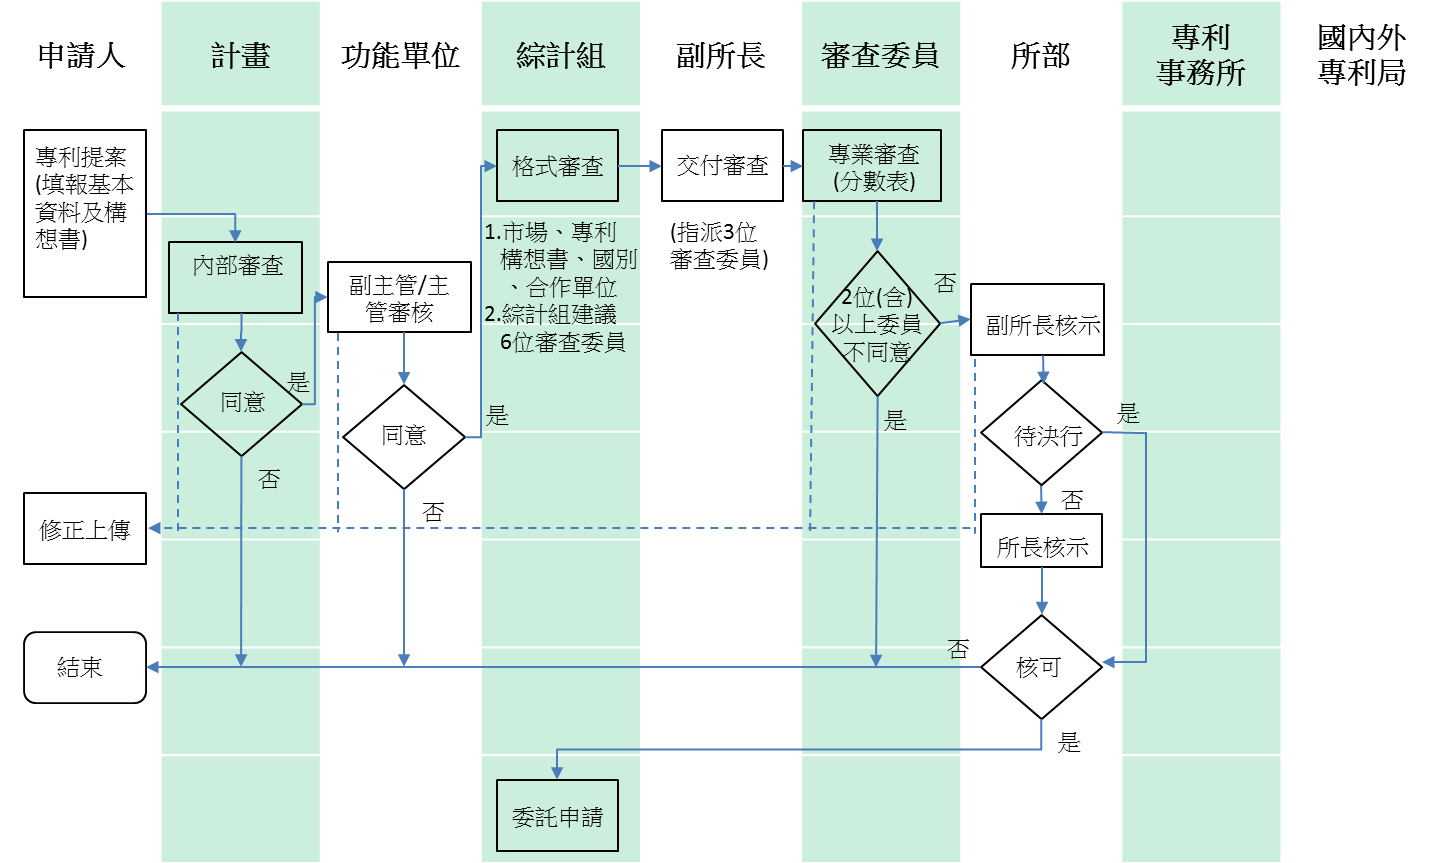 申請人
計畫
功能單位
綜計組
副所長
審查委員
所部
專利
事務所
國內外
專利局
專利提案
(填報基本
資料及構
想書)
內部審查
同意
是
否
副主管/主
管審核
同意
是
否
格式審查
1.市場、專利
構想書、國別
、合作單位
2.綜計組建議
6位審查委員
交付審查
(指派3位
審查委員)
專業審查
(分數表)
2位(含)
以上委員
不同意
否
是
副所長核示
待決行
是
否
所長核示
核可
否
是
修正上傳
結束
委託申請